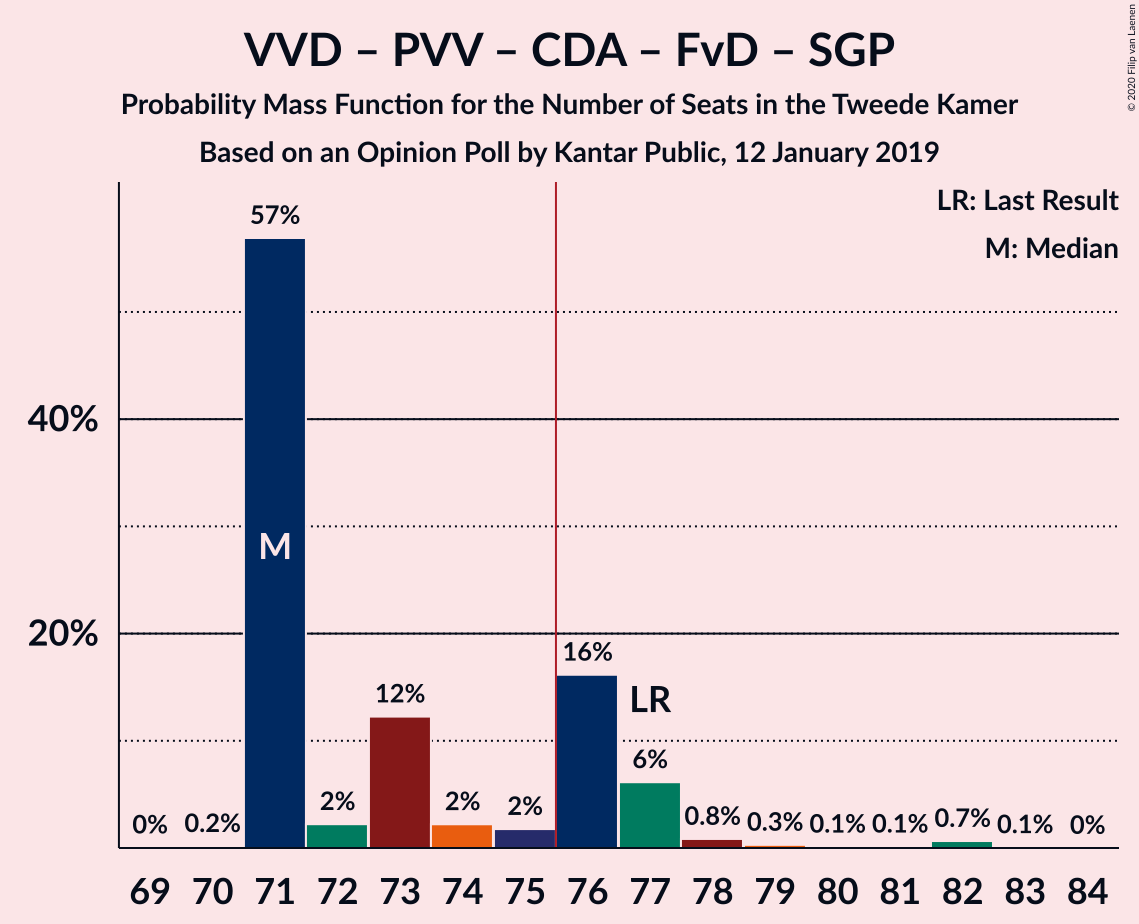 VVD – PVV – CDA – FvD – SGP
Probability Mass Function for the Number of Seats in the Tweede Kamer
Based on an Opinion Poll by Kantar Public, 12 January 2019
© 2020 Filip van Laenen
LR: Last Result
M: Median
40%
20%
0%
0.2%
57%
M
2%
12%
2%
2%
16%
LR
6%
0.8%
0.3%
0.1%
0.1%
0.7%
0.1%
0%
69 70 71 72 73 74 75 76 77 78 79 80 81 82 83 84